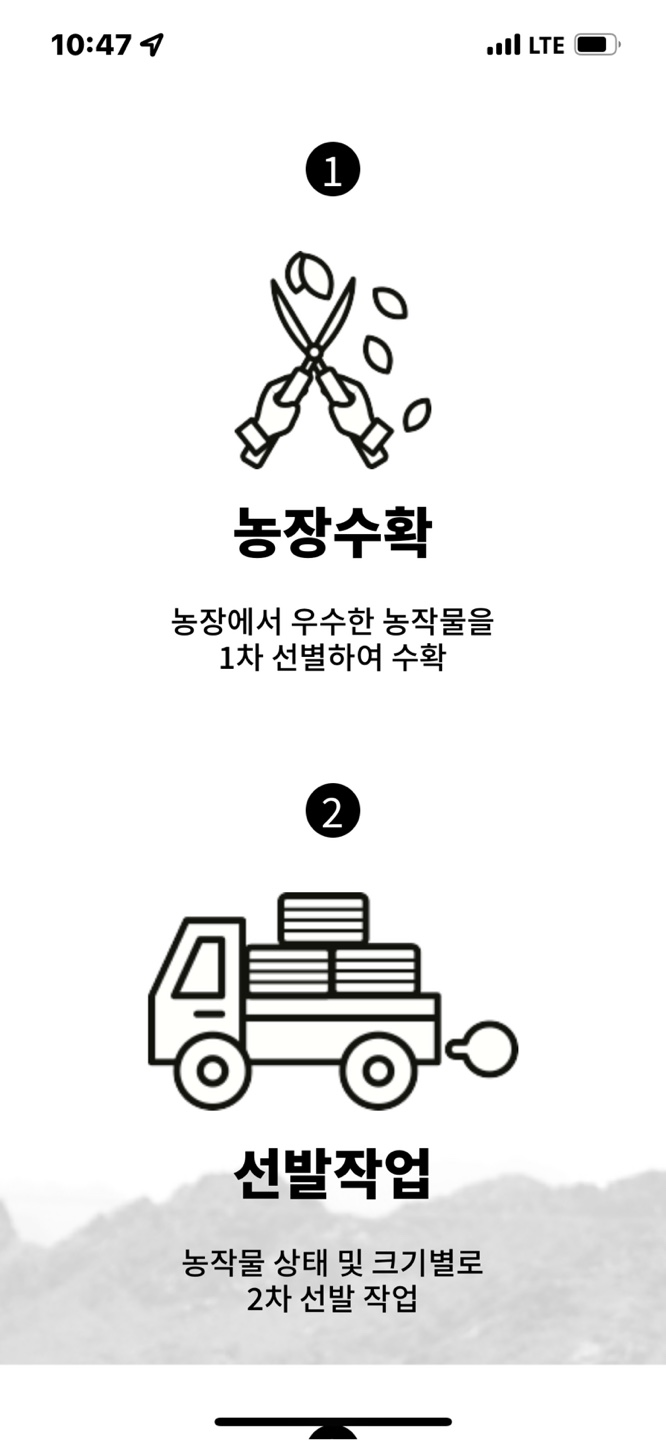 10:47
LTE
1
농장수확
농장에서 우수한 농작물을
1차 선별하여 수확
2
선발작업
농작물 상태 및 크기별로
2차 선발 작업